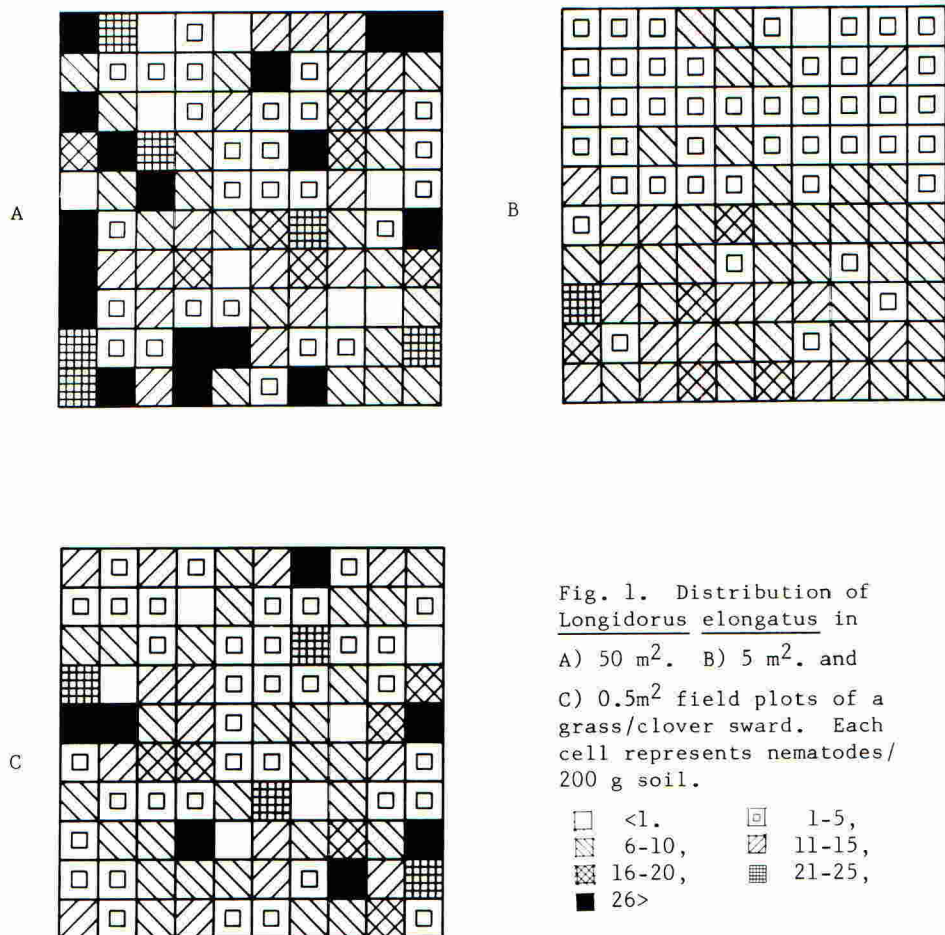 A
B
C
Fig. 1. Distribution of
Longidorus elongatus in
A) 50 m². B) 5 m². and
C) 0.5m² field plots of a
grass/clover sward. Each
cell represents nematodes/
200 g soil.
<1. 1-5,
6-10, 11-15,
16-20, 21-25,
26>